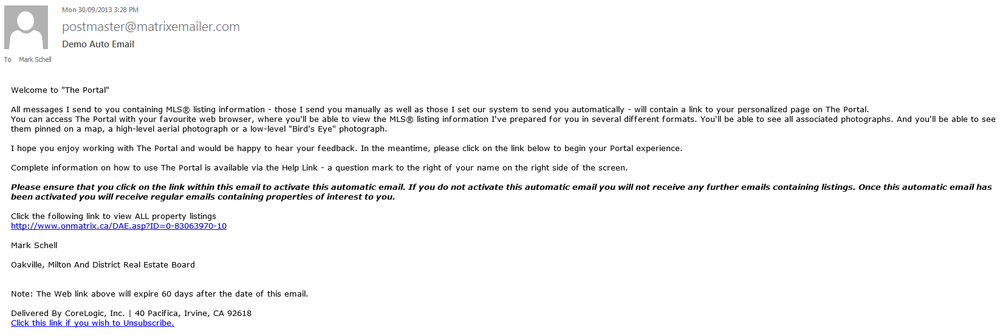 Mon 30/09/2013 3:28 PM
postmaster@matrixemailer.com
Demo Auto Email
To Mark Schell
Welcome to "The Portal"
All messages I send to you containing MLS® listing information - those I send you manually as well as those I set our system to send you automatically - will contain a link to your personalized page on The Portal.
You can access The Portal with your favourite web browser, where you'll be able to view the MLS® listing information I've prepared for you in several different formats. You'll be able to see all associated photographs. And you'll be able to see
them pinned on a map, a high-level aerial photograph or a low-level "Bird's Eye" photograph.
I hope you enjoy working with The Portal and would be happy to hear your feedback. In the meantime, please click on the link below to begin your Portal experience.
Complete information on how to use The Portal is available via the Help Link - a question mark to the right of your name on the right side of the screen.
Please ensure that you click on the link within this email to activate this automatic email. If you do not activate this automatic email you will not receive any further emails containing listings. Once this automatic email has
been activated you will receive regular emails containing properties of interest to you.
Click the following link to view ALL property listings
http://www.onmatrix.ca/DAE.asp?ID=0-83063970-10
Mark Schell
Oakville, Milton And District Real Estate Board
Note: The Web link above will expire 60 days after the date of this email.
Delivered By CoreLogic, Inc. | 40 Pacifica, Irvine, CA 92618
Click this link if you wish to Unsubscribe.